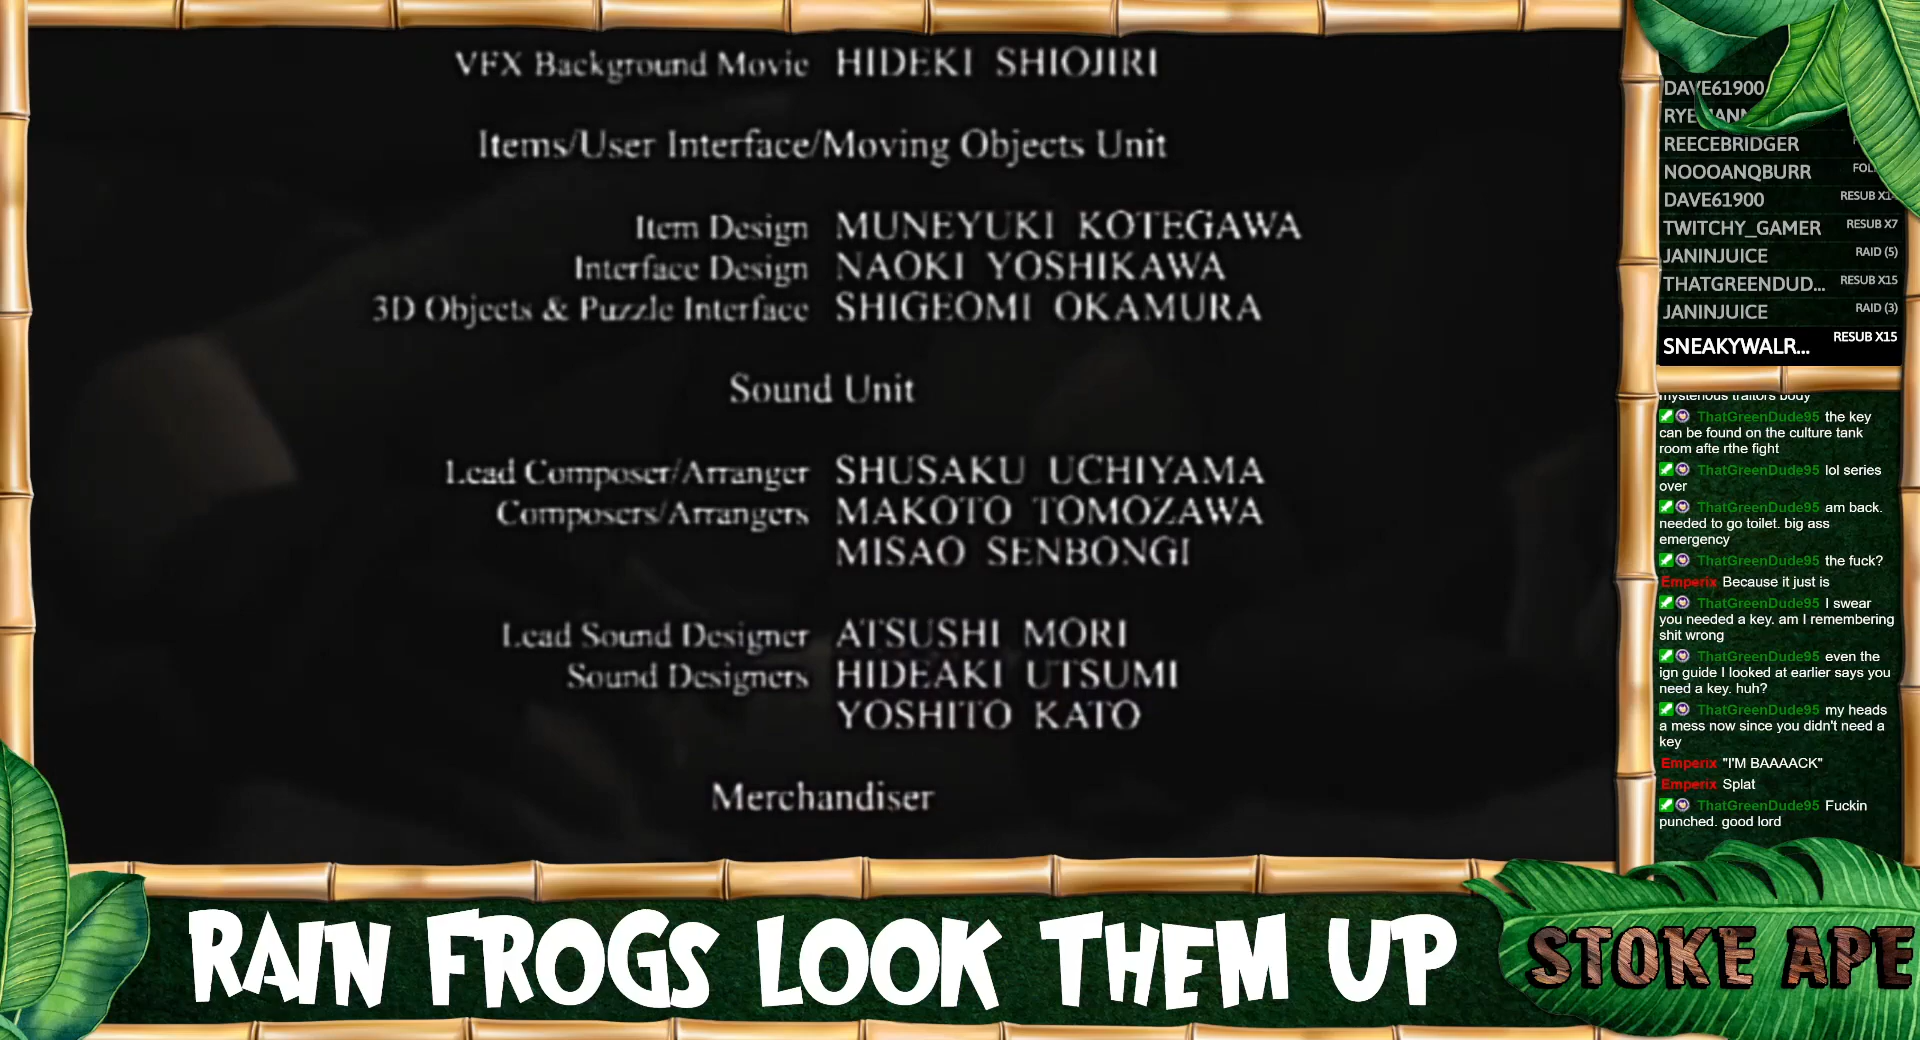 VFX Background Movie HIDEKI SHIOJIRI
Items/User Interface/Moving Objects Unit
Item Design MUNEYUKI KOTEGAWA
Interface Design NAOKI YOSHIKAWA
3D Objects & Puzzle Interface SHIGEOMI OKAMURA
Sound Unit
Lead Composer/Arranger SHUSAKU UCHIYAMA
Composers/Arrangers MAKOTO TOMOZAWA
MISAO SENBONGI
Lead Sound Designer ATSUSHI MORI
Sound Designers HIDEAKI UTSUMI
YOSHITO KATO
Merchandiser
DAVE61900
REECEBRIDGER
NOOOANQBURR
DAVE61900 RESUB
TWITCHY_GAMER RESUB X7
JANINJUICE RAID (5)
THATGREENDUD... RESUB X15
JANINJUICE RAID (3)
SNEAKYWALR... RESUB X15
mysterious traitors body
ThatGreenDude95 the key
can be found on the culture tank
room afte rthe fight
ThatGreenDude95 lol series
over
ThatGreenDude95 am back.
needed to go toilet. big ass
emergency
ThatGreenDude95 the fuck?
Emperix Because it just is
ThatGreenDude95 I swear
you needed a key. am I remembering
shit wrong
ThatGreenDude95 even the
ign guide I looked at earlier says you
need a key. huh?
ThatGreenDude95 my heads
a mess now since you didn't need a
key
Emperix "I'M BAAAACK"
Emperix Splat
ThatGreenDude95 Fuckin
punched. good lord
RAIN FROGS LOOK THEM UP
STOKE APE